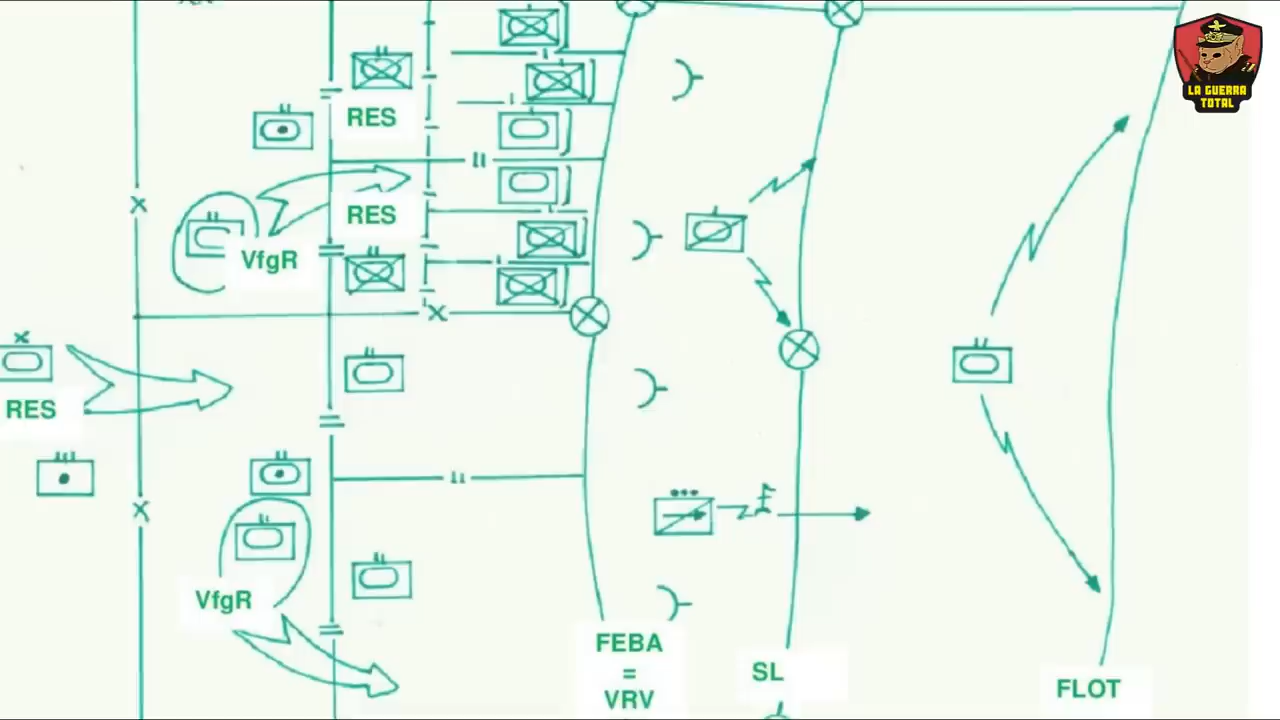 LA GUERRA
TOTAL
RES
RES
VfgR
RES
VfgR
FEBA
=
VRV
SL
FLOT